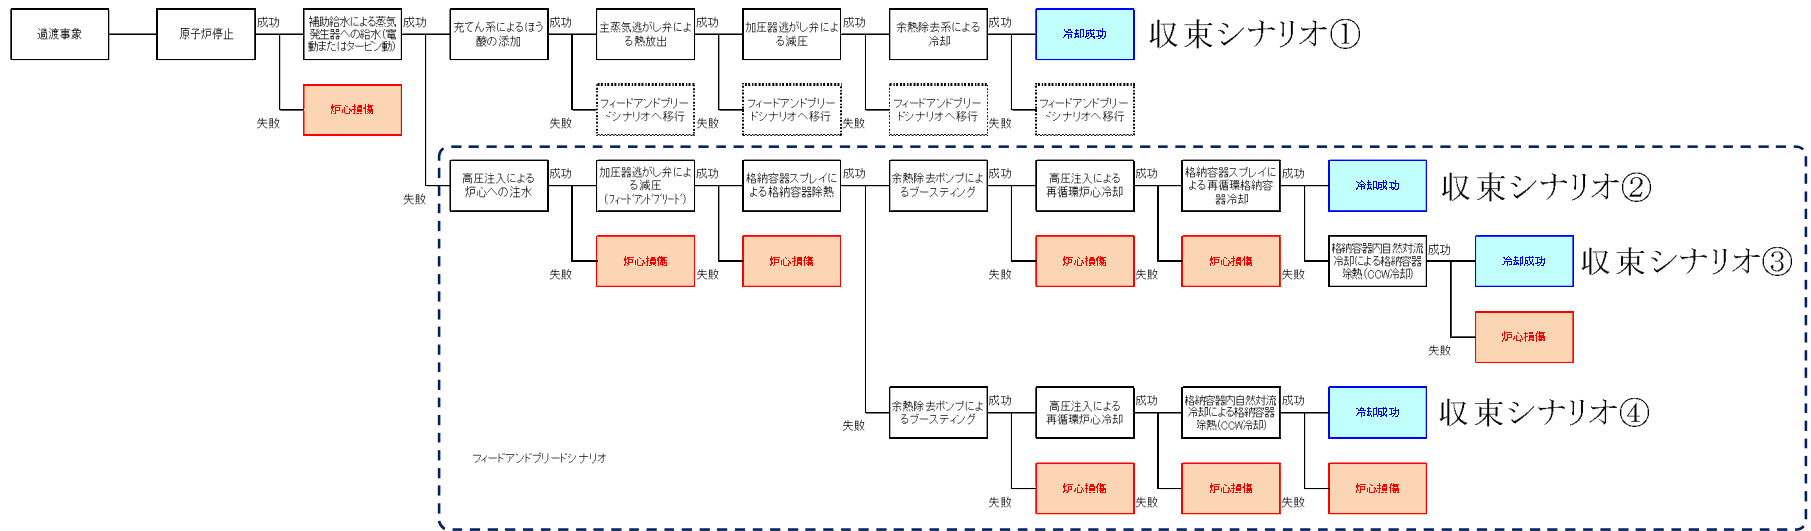 過渡事象
原子炉停止
成功
補助給水による蒸気
発生器への給水(電
動またはタービン動)
成功
充てん系によるほう
酸の添加
成功
主蒸気逃がし弁によ
る熱放出
成功
加圧器逃がし弁によ
る減圧
成功
余熱除去系による
冷却
成功
冷却成功
収束シナリオ①
失敗
炉心損傷
失敗
フィードアンドブリー
ドシナリオへ移行
失敗
フィードアンドブリー
ドシナリオへ移行
失敗
フィードアンドブリー
ドシナリオへ移行
失敗
フィードアンドブリー
ドシナリオへ移行
失敗
高圧注入による
炉心への注水
成功
加圧器逃がし弁によ
る減圧
(フィードアンドブリード)
成功
格納容器スプレイに
よる格納容器除熱
成功
余熱除去ポンプによ
るブースティング
成功
高圧注入による
再循環炉心冷却
成功
格納容器スプレイに
よる再循環格納容
器冷却
成功
冷却成功
収束シナリオ②
失敗
炉心損傷
失敗
炉心損傷
失敗
炉心損傷
失敗
炉心損傷
失敗
格納容器内自然対流
冷却による格納容器
除熱(CCW冷却)
成功
冷却成功
収束シナリオ③
失敗
炉心損傷
失敗
余熱除去ポンプによ
るブースティング
成功
高圧注入による
再循環炉心冷却
成功
格納容器内自然対流
冷却による格納容器
除熱(CCW冷却)
成功
冷却成功
収束シナリオ④
フィードアンドブリードシナリオ
失敗
炉心損傷
失敗
炉心損傷
失敗
炉心損傷